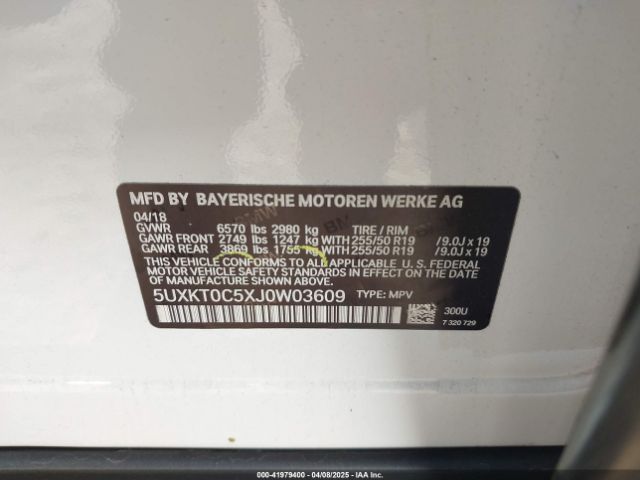 MFD BY BAYERISCHE MOTOREN WERKE AG
04/18
GVWR 6570 lbs 2980 kg TIRE / RIM
GAWR FRONT 2749 lbs 1247 kg WITH 255/50 R19 /9.0J x 19
GAWR REAR 3869 lbs 1755 kg WITH 255/50 R19 /9.0J x 19
THIS VEHICLE CONFORMS TO ALL APPLICABLE U. S. FEDERAL
MOTOR VEHICLE SAFETY STANDARDS IN EFFECT ON THE
DATE OF MANUFACTURE SHOWN ABOVE.
5UXKT0C5XJ0W03609 TYPE: MPV
300U
7 320 729
000-41979400 - 04/08/2025 - IAA Inc.